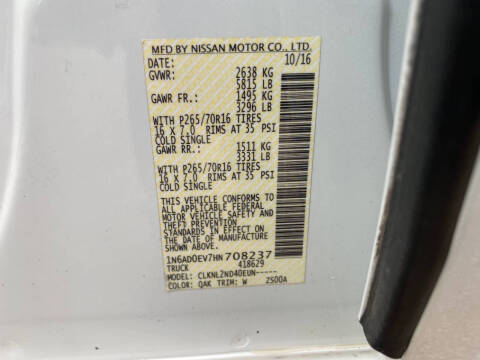 MFD BY NISSAN MOTOR CO., LTD.
DATE: 10/16
GVWR: 2638 KG
5815 LB
GAWR FR.: 1495 KG
3296 LB
WITH P265/70R16 TIRES
16 X 7.0 RIMS AT 35 PSI
COLD SINGLE
GAWR RR.: 1511 KG
3331 LB
WITH P265/70R16 TIRES
16 X 7.0 RIMS AT 35 PSI
COLD SINGLE
THIS VEHICLE CONFORMS TO
ALL APPLICABLE FEDERAL
MOTOR VEHICLE SAFETY AND
THEFT PREVENTION
STANDARDS IN EFFECT ON
THE DATE OF MANUFACTURE
SHOWN ABOVE.
1N6AD0EV7HN708237
TRUCK 418629
MODEL: CLKNL2ND40EUN-----
COLOR: QAK TRIM: W 2S00A